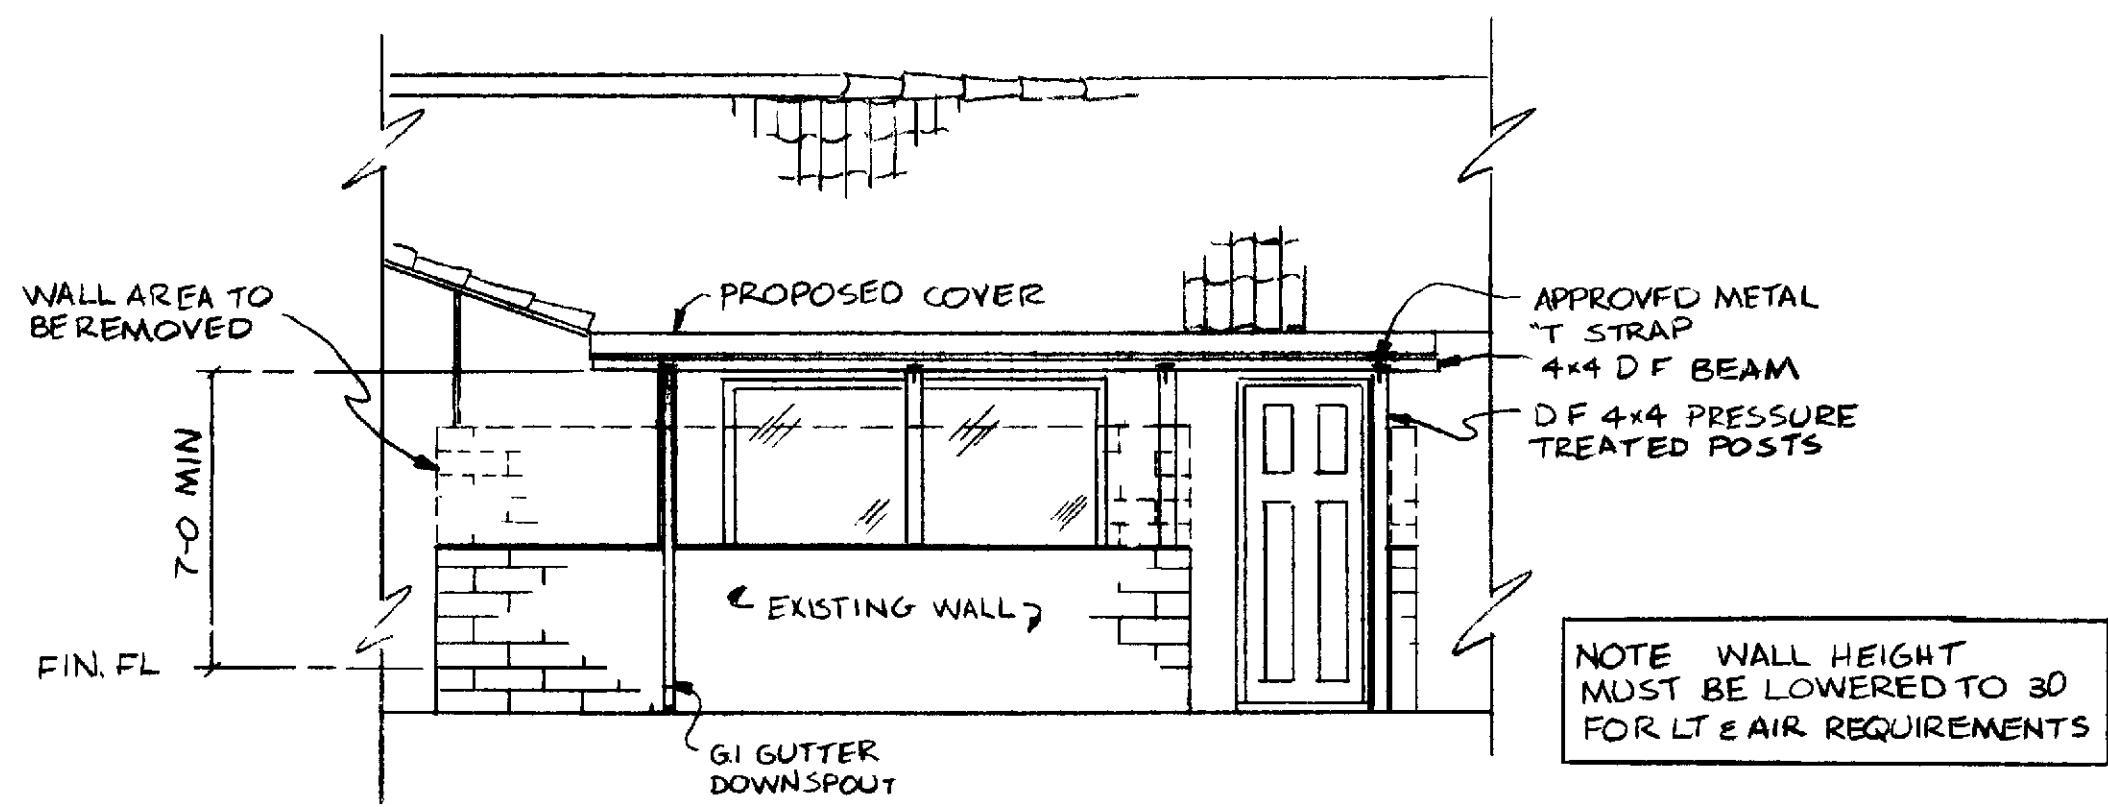 WALL AREA TO
BE REMOVED
PROPOSED COVER
APPROVED METAL
"T STRAP
4x4 D F BEAM
D F 4x4 PRESSURE
TREATED POSTS
7-0 MIN
EXISTING WALL
FIN. FL
G.I GUTTER
DOWNSPOUT
NOTE WALL HEIGHT
MUST BE LOWERED TO 30
FOR LT & AIR REQUIREMENTS